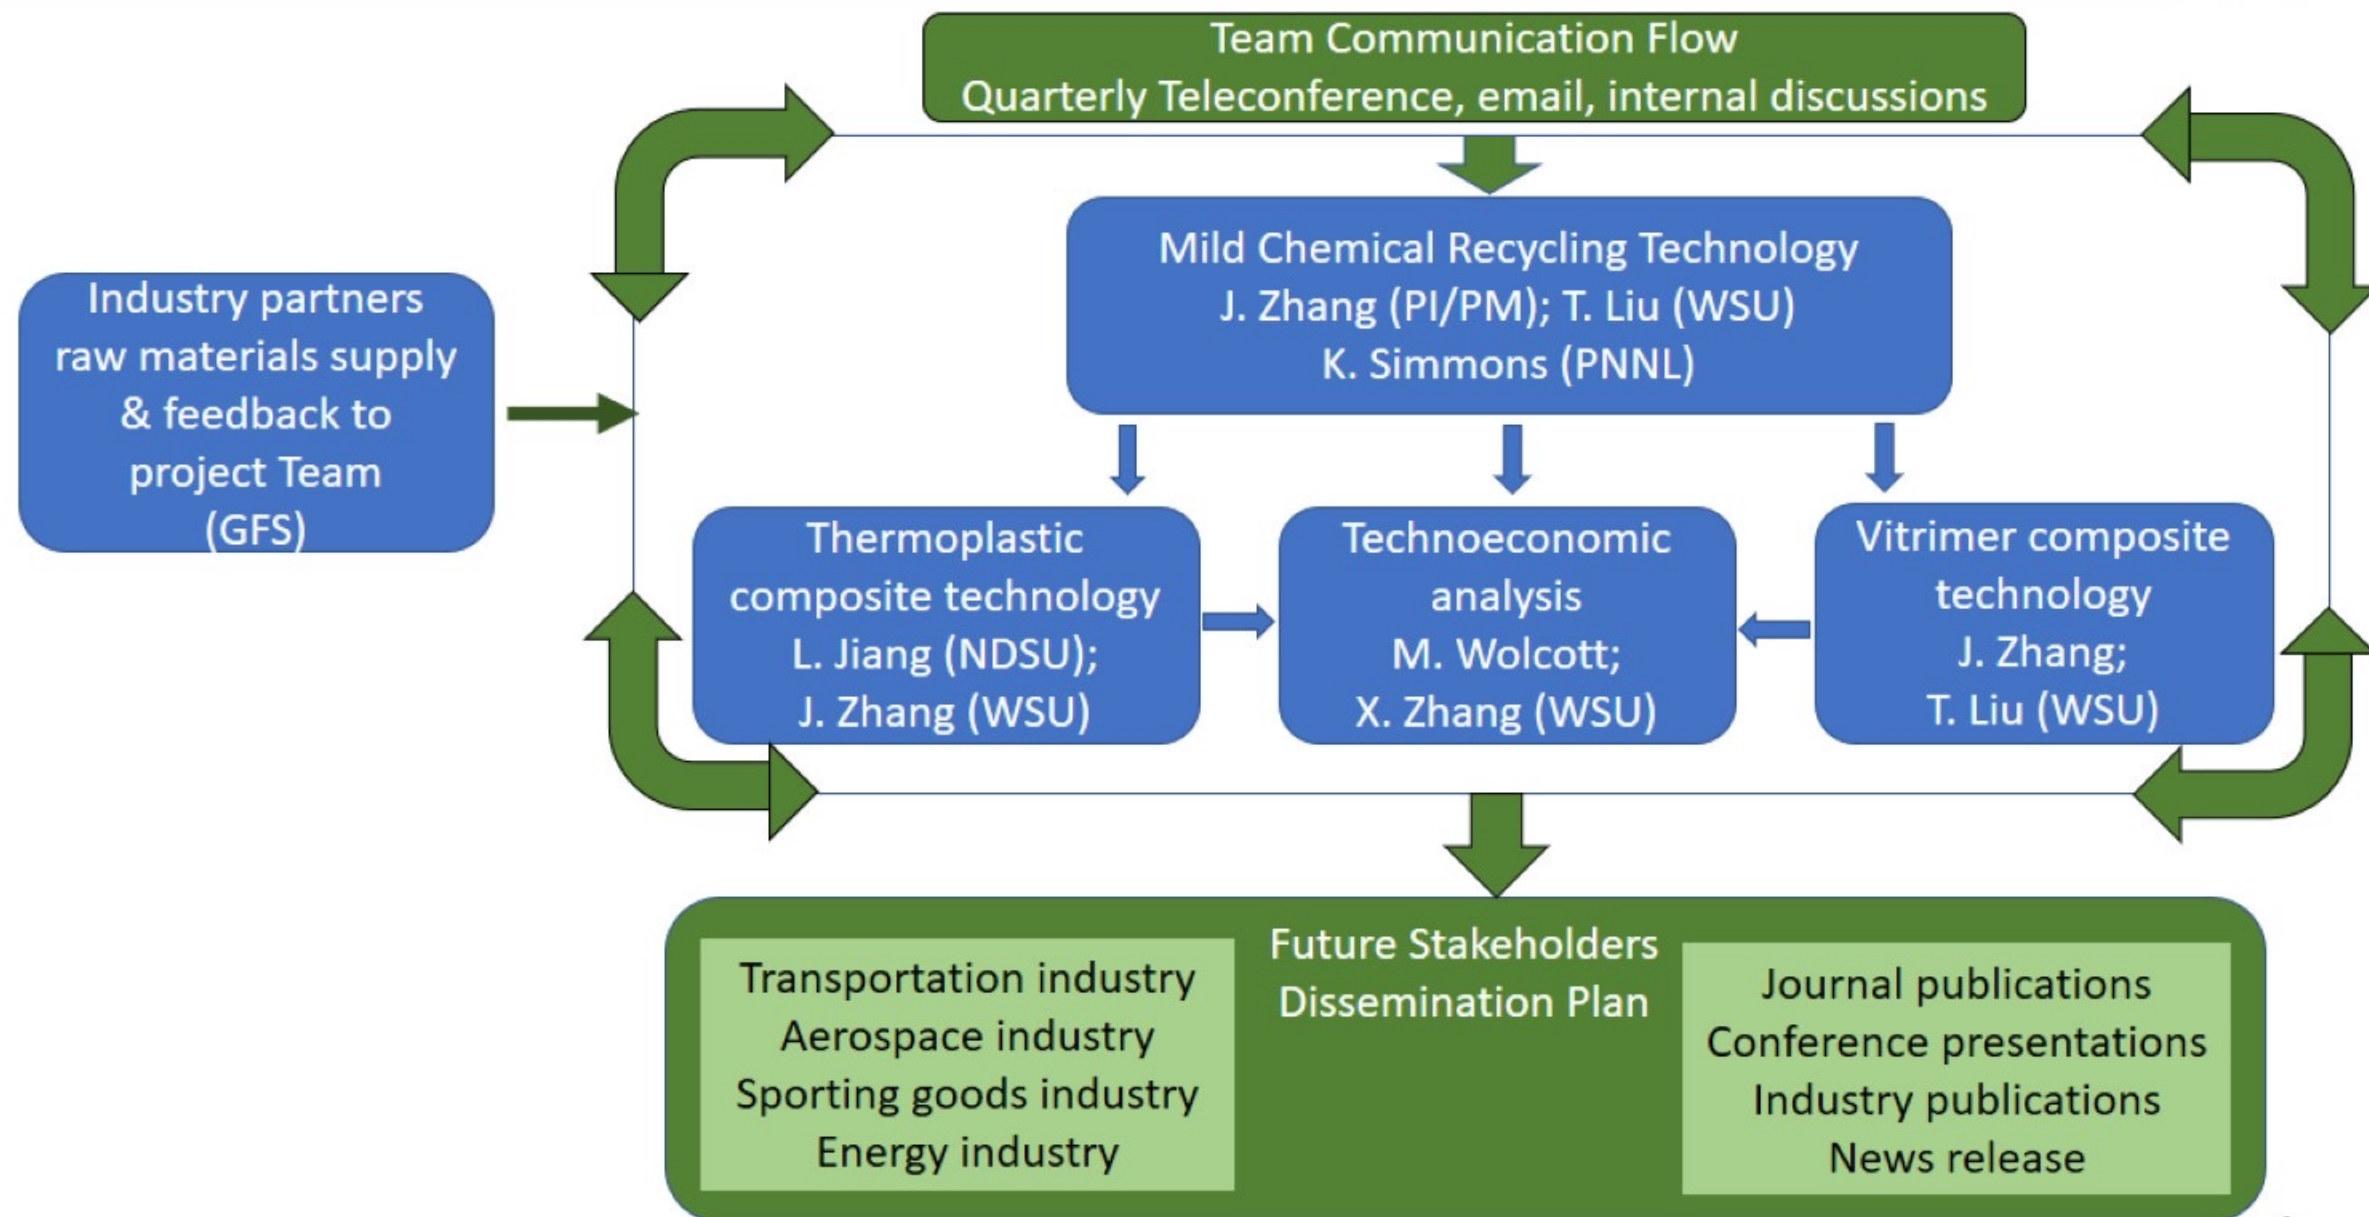 Team Communication Flow
Quarterly Teleconference, email, internal discussions
Industry partners
raw materials supply
& feedback to
project Team
(GFS)
Mild Chemical Recycling Technology
J. Zhang (PI/PM); T. Liu (WSU)
K. Simmons (PNNL)
Thermoplastic
composite technology
L. Jiang (NDSU);
J. Zhang (WSU)
Technoeconomic
analysis
M. Wolcott;
X. Zhang (WSU)
Vitrimer composite
technology
J. Zhang;
T. Liu (WSU)
Future Stakeholders
Dissemination Plan
Transportation industry
Aerospace industry
Sporting goods industry
Energy industry
Journal publications
Conference presentations
Industry publications
News release